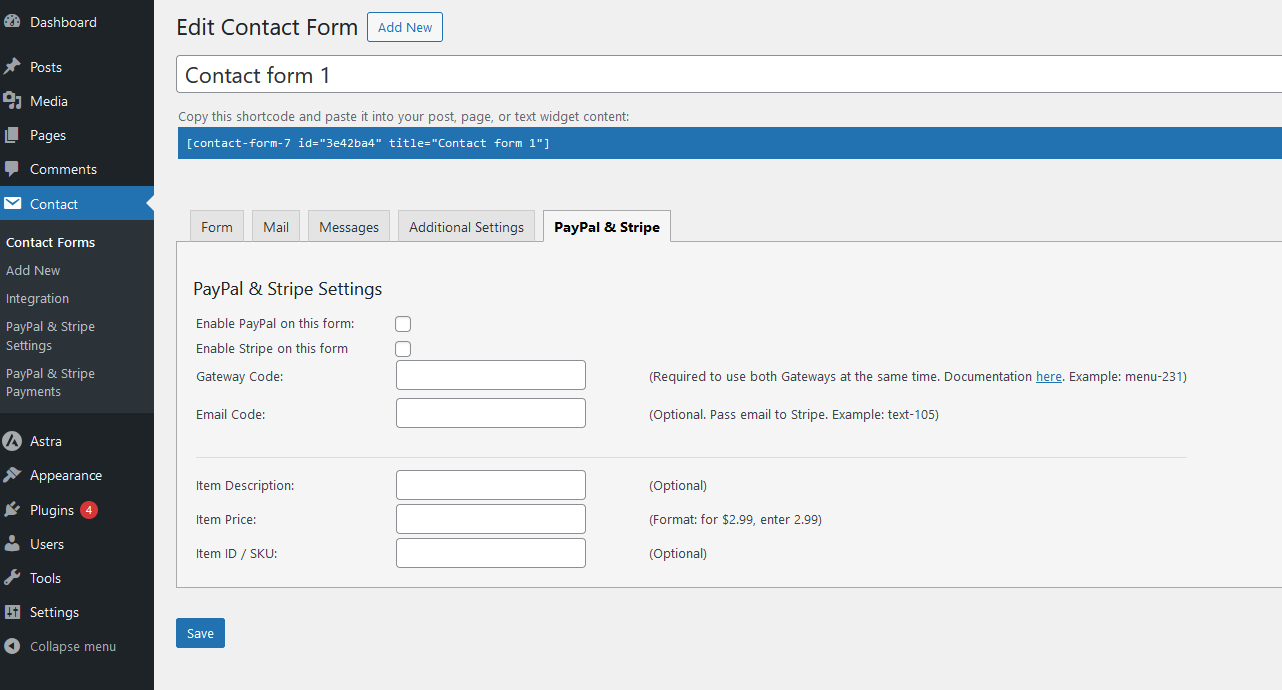 Dashboard
Posts
Media
Pages
Comments
Contact
Contact Forms
Add New
Integration
PayPal & Stripe
Settings
PayPal & Stripe
Payments
Astra
Appearance
Plugins 4
Users
Tools
Settings
Collapse menu
Edit Contact Form Add New
Contact form 1
Copy this shortcode and paste it into your post, page, or text widget content:
[contact-form-7 id="3e42ba4" title="Contact form 1"]
Form Mail Messages Additional Settings PayPal & Stripe
PayPal & Stripe Settings
Enable PayPal on this form:
Enable Stripe on this form
Gateway Code: (Required to use both Gateways at the same time. Documentation here. Example: menu-231)
Email Code: (Optional. Pass email to Stripe. Example: text-105)
Item Description: (Optional)
Item Price: (Format: for $2.99, enter 2.99)
Item ID / SKU: (Optional)
Save